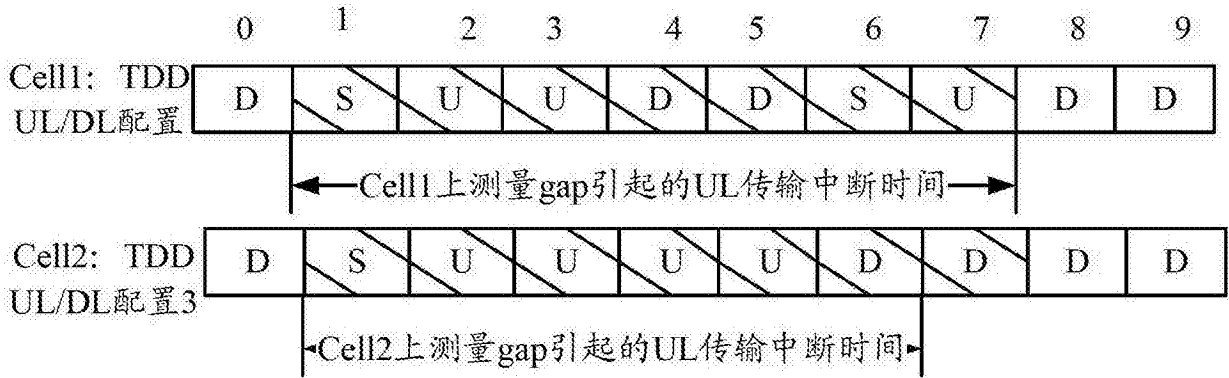 0 1 2 3 4 5 6 7 8 9
Cell1: TDD
UL/DL配置
D S U U D D S U D D
Cell1上测量gap引起的UL传输中断时间
Cell2: TDD
UL/DL配置3
D S U U U U D D D D
Cell2上测量gap引起的UL传输中断时间